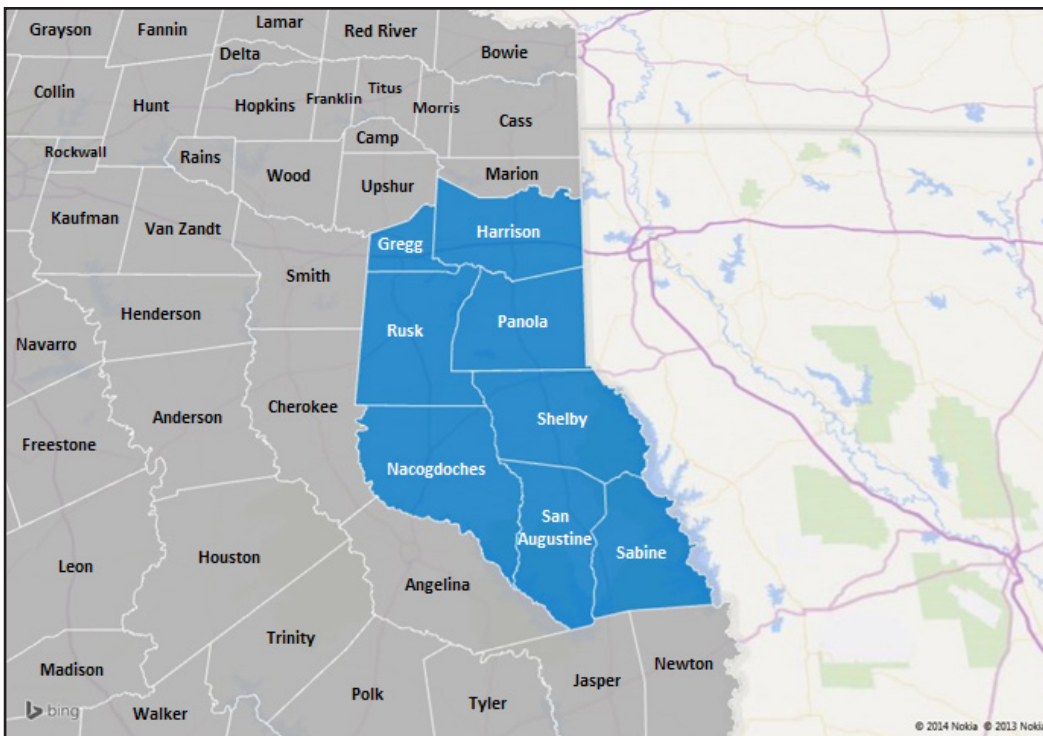 Grayson
Fannin
Lamar
Red River
Bowie
Delta
Collin
Hunt
Hopkins
Franklin
Titus
Morris
Cass
Camp
Rockwall
Rains
Wood
Upshur
Marion
Kaufman
Van Zandt
Gregg
Harrison
Smith
Henderson
Rusk
Panola
Navarro
Anderson
Cherokee
Shelby
Freestone
Nacogdoches
San
Augustine
Sabine
Leon
Houston
Angelina
Trinity
Madison
Polk
Tyler
Jasper
Newton
Walker
bing
© 2014 Nokia © 2013 Nokia